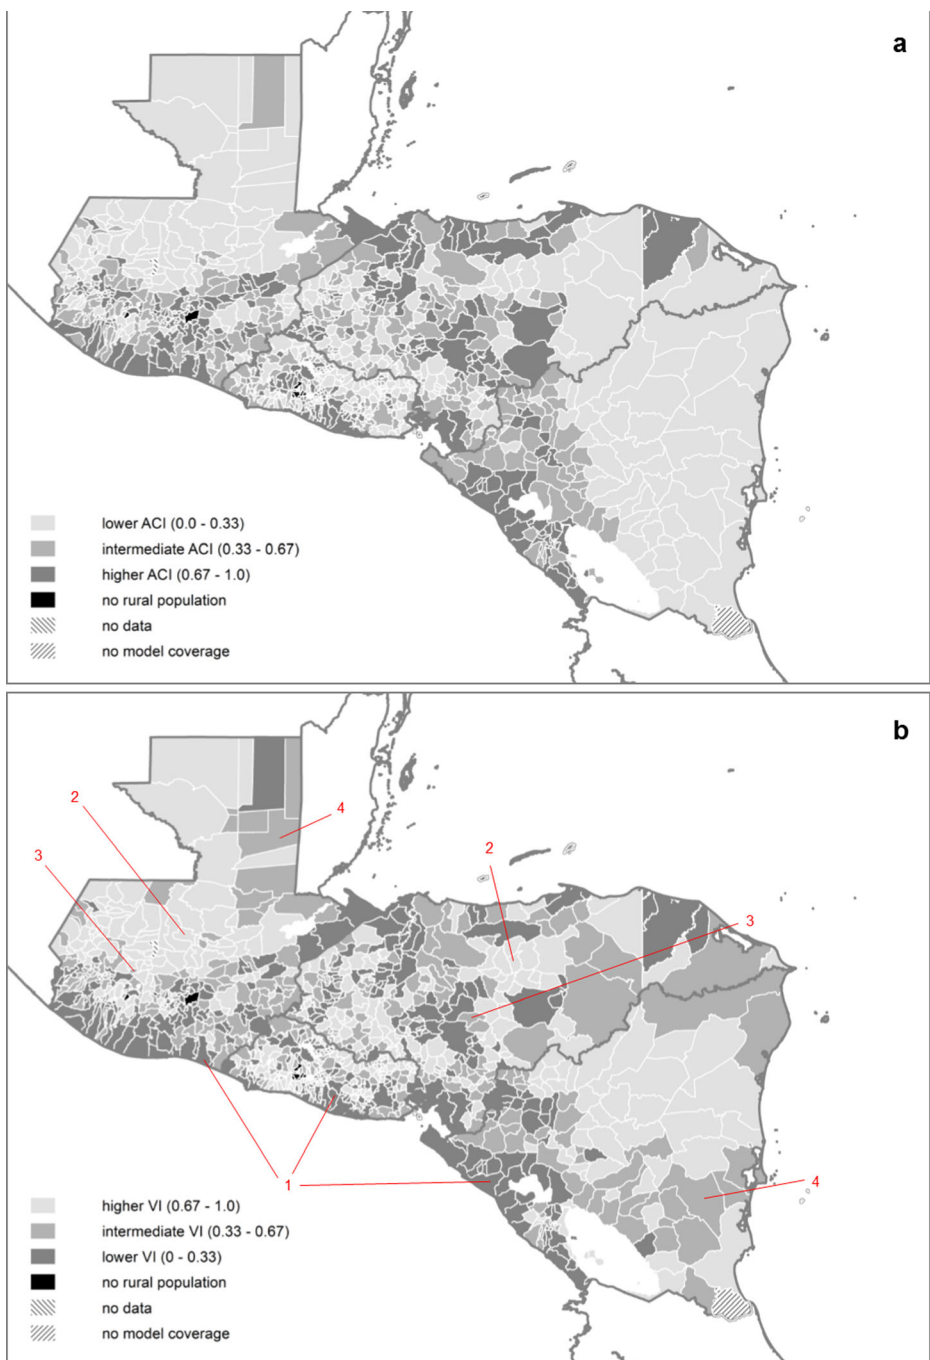 a
lower ACI (0.0 - 0.33)
intermediate ACI (0.33 - 0.67)
higher ACI (0.67 - 1.0)
no rural population
no data
no model coverage
b
2
4
3
2
3
1
4
higher VI (0.67 - 1.0)
intermediate VI (0.33 - 0.67)
lower VI (0 - 0.33)
no rural population
no data
no model coverage